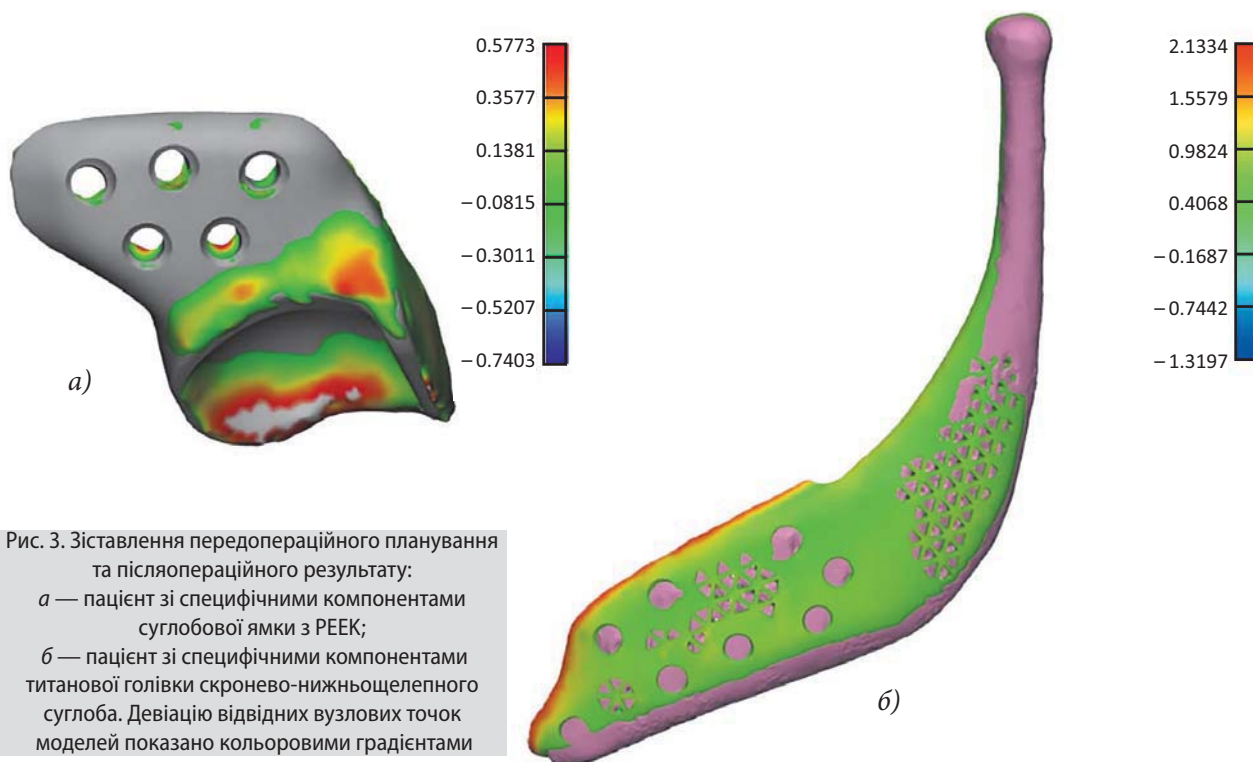 0.5773
0.3577
0.1381
−0.0815
−0.3011
−0.5207
−0.7403
а)
2.1334
1.5579
0.9824
0.4068
−0.1687
−0.7442
−1.3197
б)
Рис. 3. Зіставлення передопераційного планування
та післяопераційного результату:
а — пацієнт зі специфічними компонентами
суглобової ямки з PEEK;
б — пацієнт зі специфічними компонентами
титанової голівки скронево-нижньощелепного
суглоба. Девіацію відвідних вузлових точок
моделей показано кольоровими градієнтами